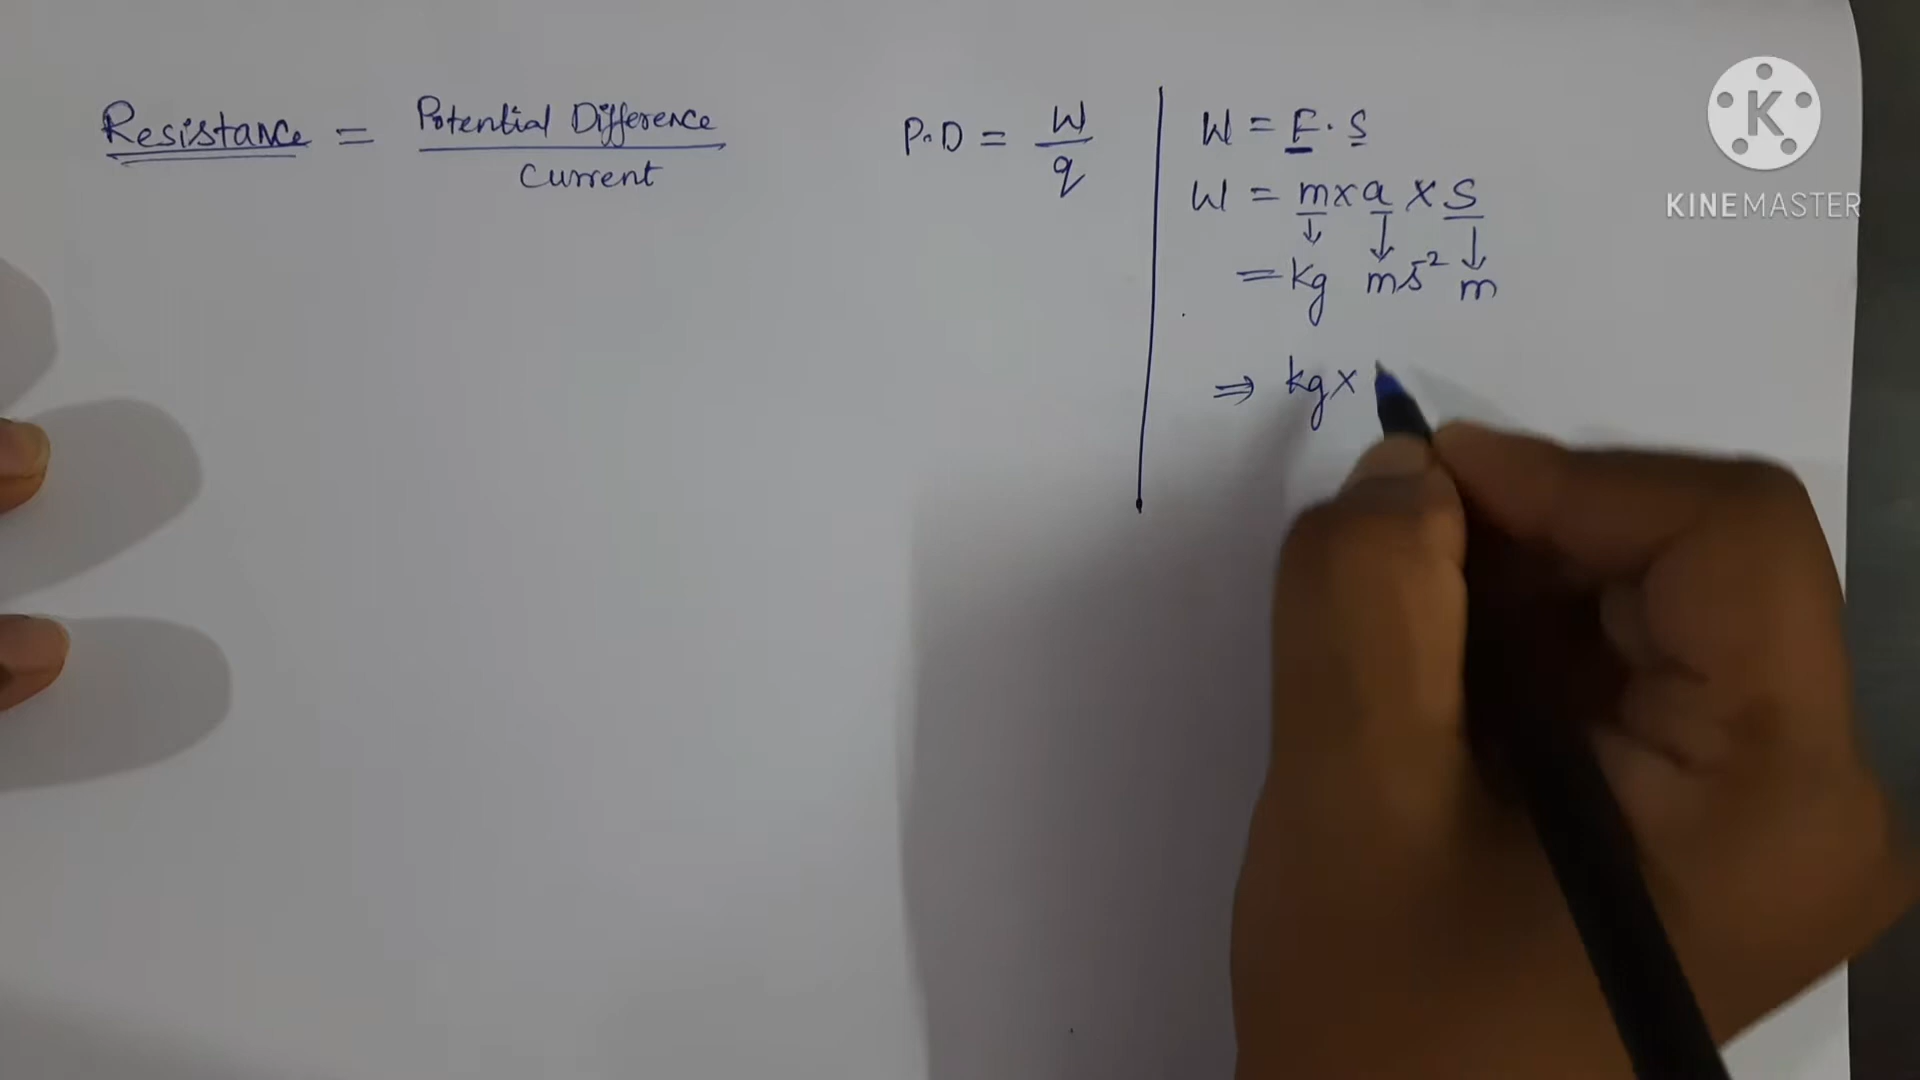 Resistance = Potential Difference / Current
P.D = W / q
W = F . S
W = m x a x S
= kg ms⁻² m
⇒ kg x
K
KINEMASTER